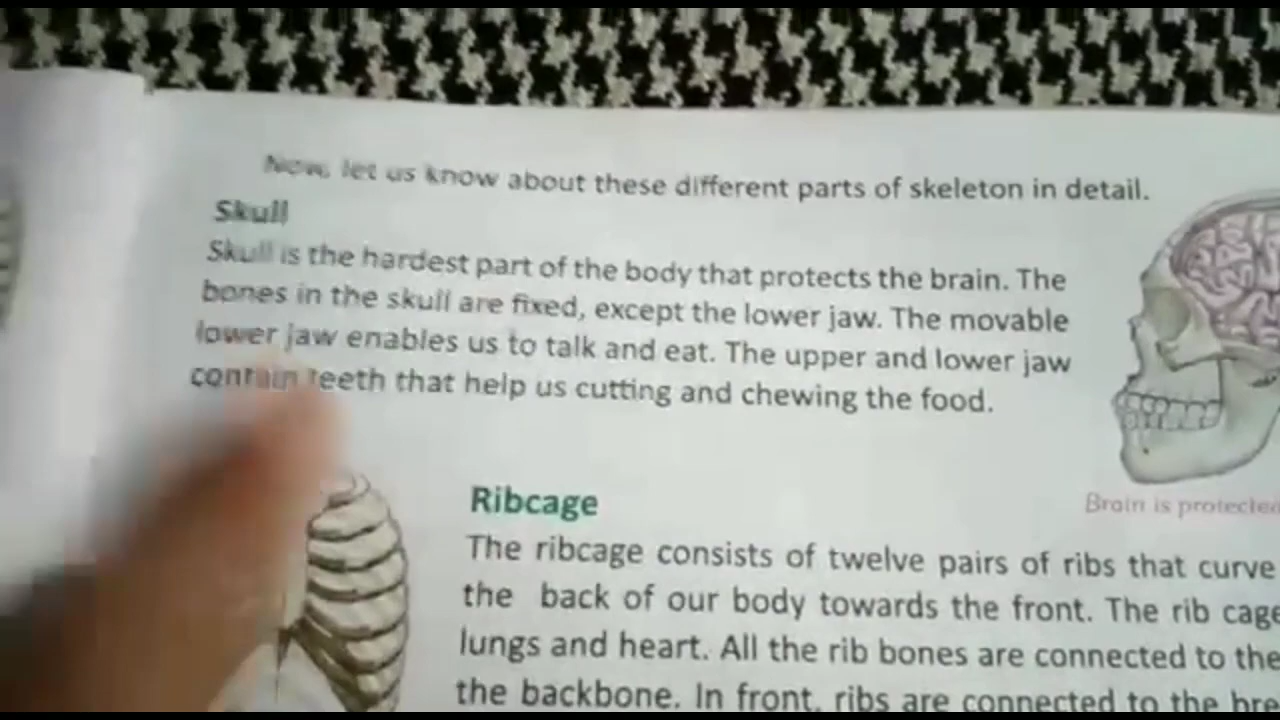 Now, let us know about these different parts of skeleton in detail.
Skull
Skull is the hardest part of the body that protects the brain. The
bones in the skull are fixed, except the lower jaw. The movable
lower jaw enables us to talk and eat. The upper and lower jaw
contain teeth that help us cutting and chewing the food.
Brain is protected
Ribcage
The ribcage consists of twelve pairs of ribs that curve
the back of our body towards the front. The rib cage
lungs and heart. All the rib bones are connected to the
the backbone. In front, ribs are connected to the